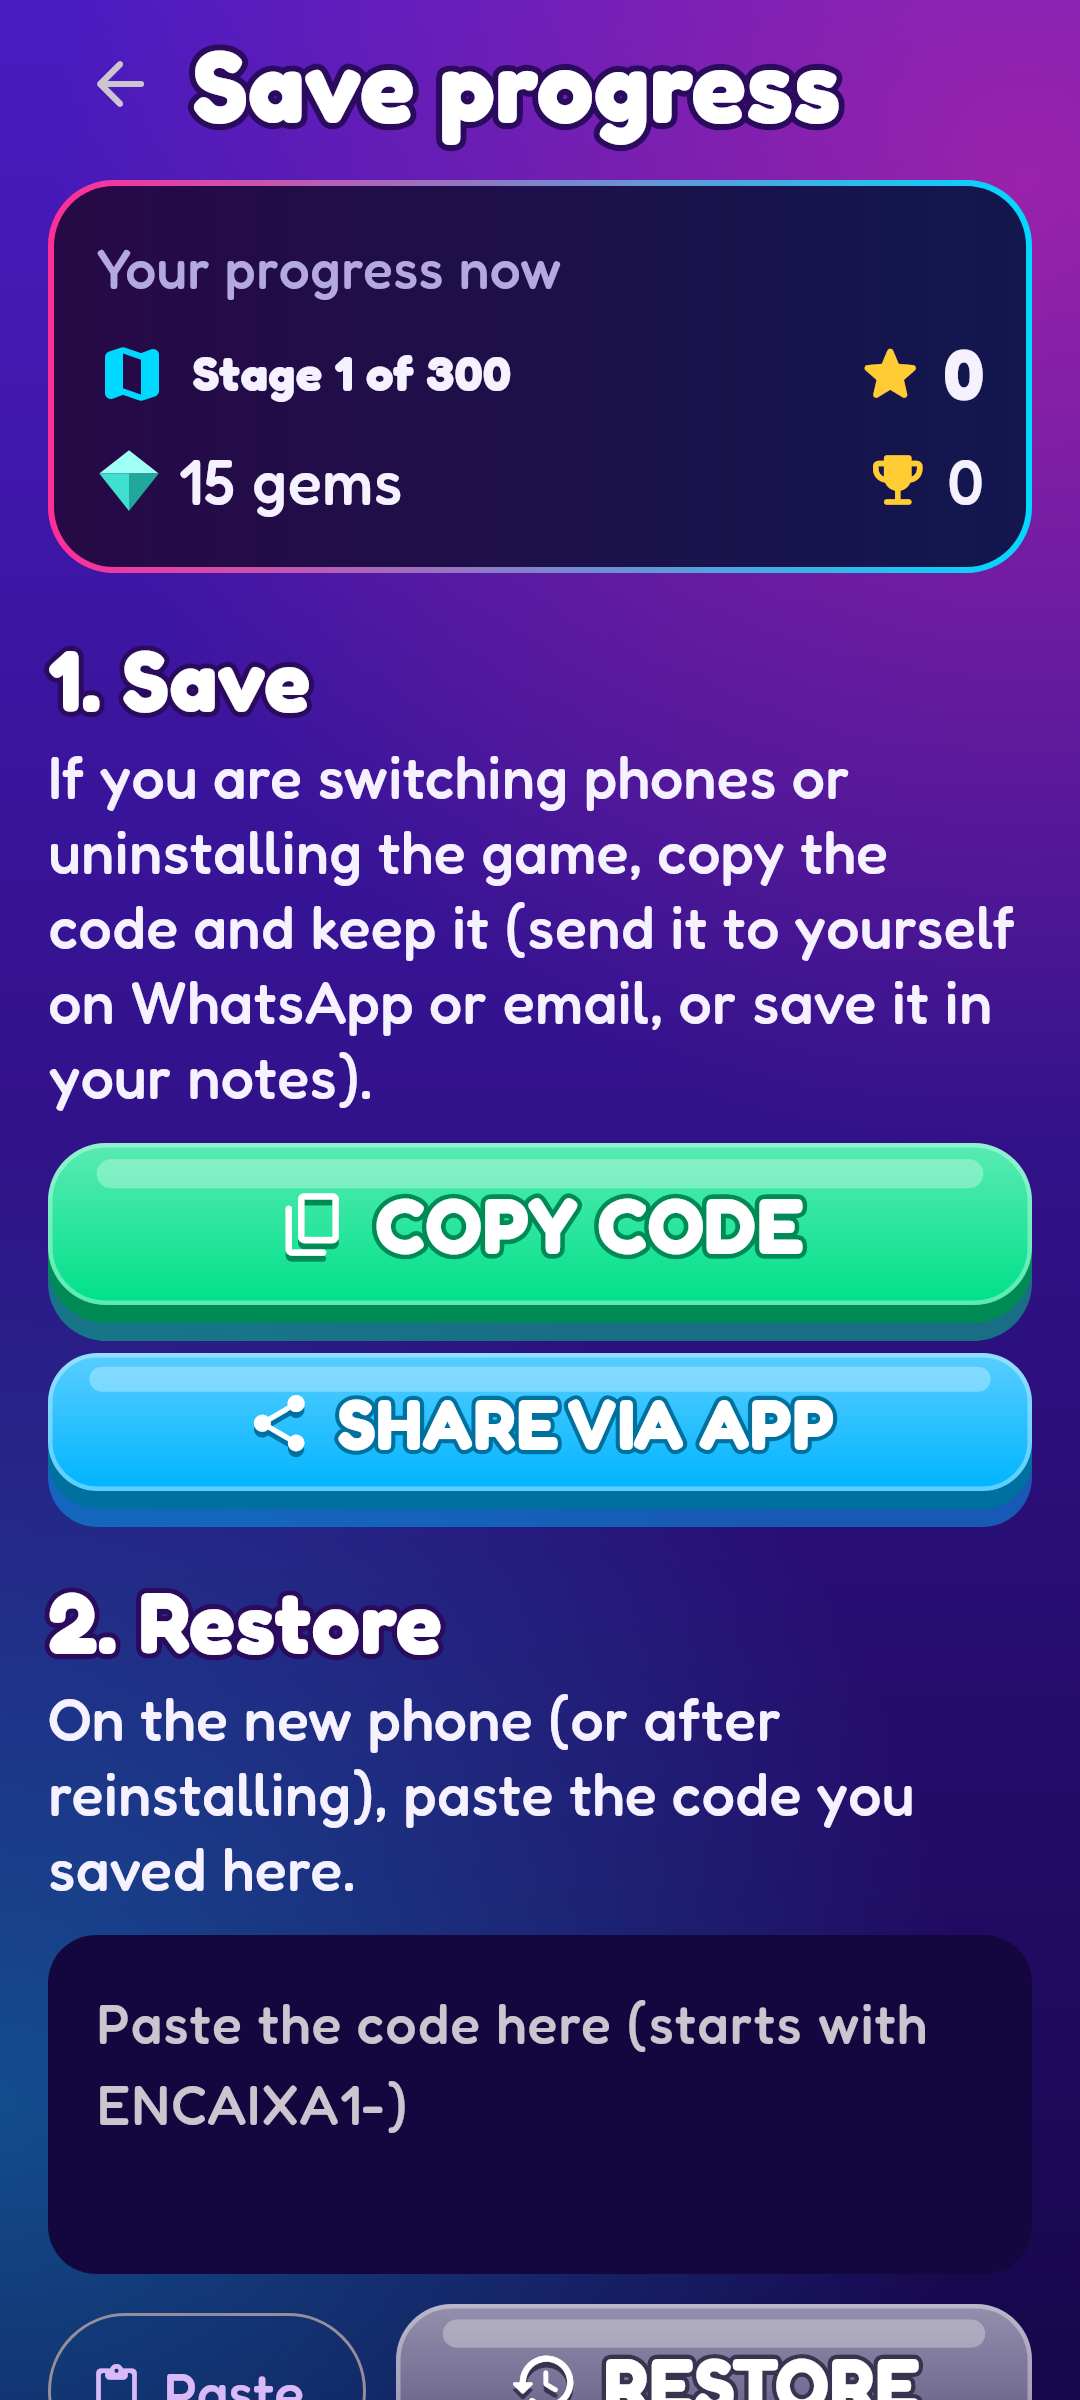 Save progress
Your progress now
Stage 1 of 300
0
15 gems
0
1. Save
If you are switching phones or
uninstalling the game, copy the
code and keep it (send it to yourself
on WhatsApp or email, or save it in
your notes).
COPY CODE
SHARE VIA APP
2. Restore
On the new phone (or after
reinstalling), paste the code you
saved here.
Paste the code here (starts with
ENCAIXA1-)
Paste
RESTORE